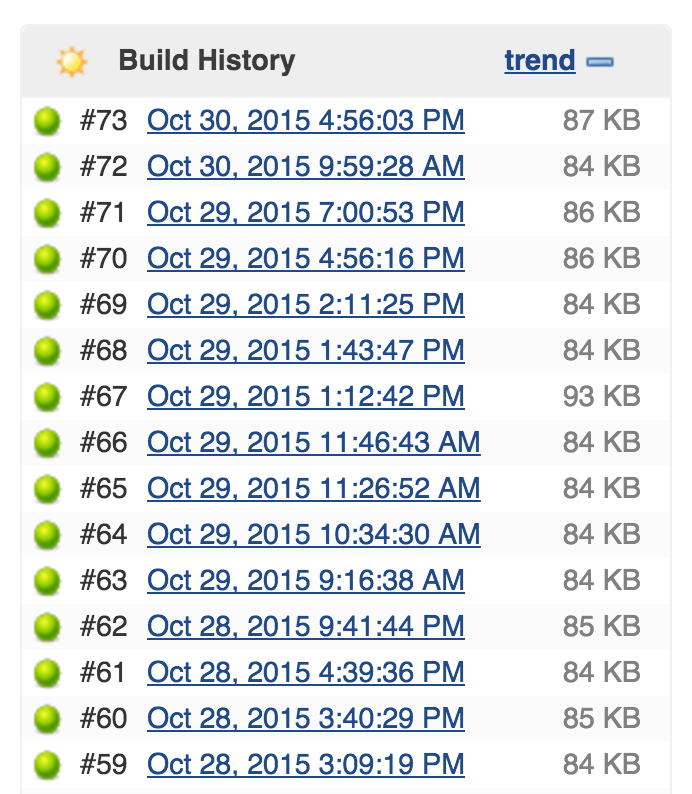 Build History trend
#73 Oct 30, 2015 4:56:03 PM 87 KB
#72 Oct 30, 2015 9:59:28 AM 84 KB
#71 Oct 29, 2015 7:00:53 PM 86 KB
#70 Oct 29, 2015 4:56:16 PM 86 KB
#69 Oct 29, 2015 2:11:25 PM 84 KB
#68 Oct 29, 2015 1:43:47 PM 84 KB
#67 Oct 29, 2015 1:12:42 PM 93 KB
#66 Oct 29, 2015 11:46:43 AM 84 KB
#65 Oct 29, 2015 11:26:52 AM 84 KB
#64 Oct 29, 2015 10:34:30 AM 84 KB
#63 Oct 29, 2015 9:16:38 AM 84 KB
#62 Oct 28, 2015 9:41:44 PM 85 KB
#61 Oct 28, 2015 4:39:36 PM 84 KB
#60 Oct 28, 2015 3:40:29 PM 85 KB
#59 Oct 28, 2015 3:09:19 PM 84 KB